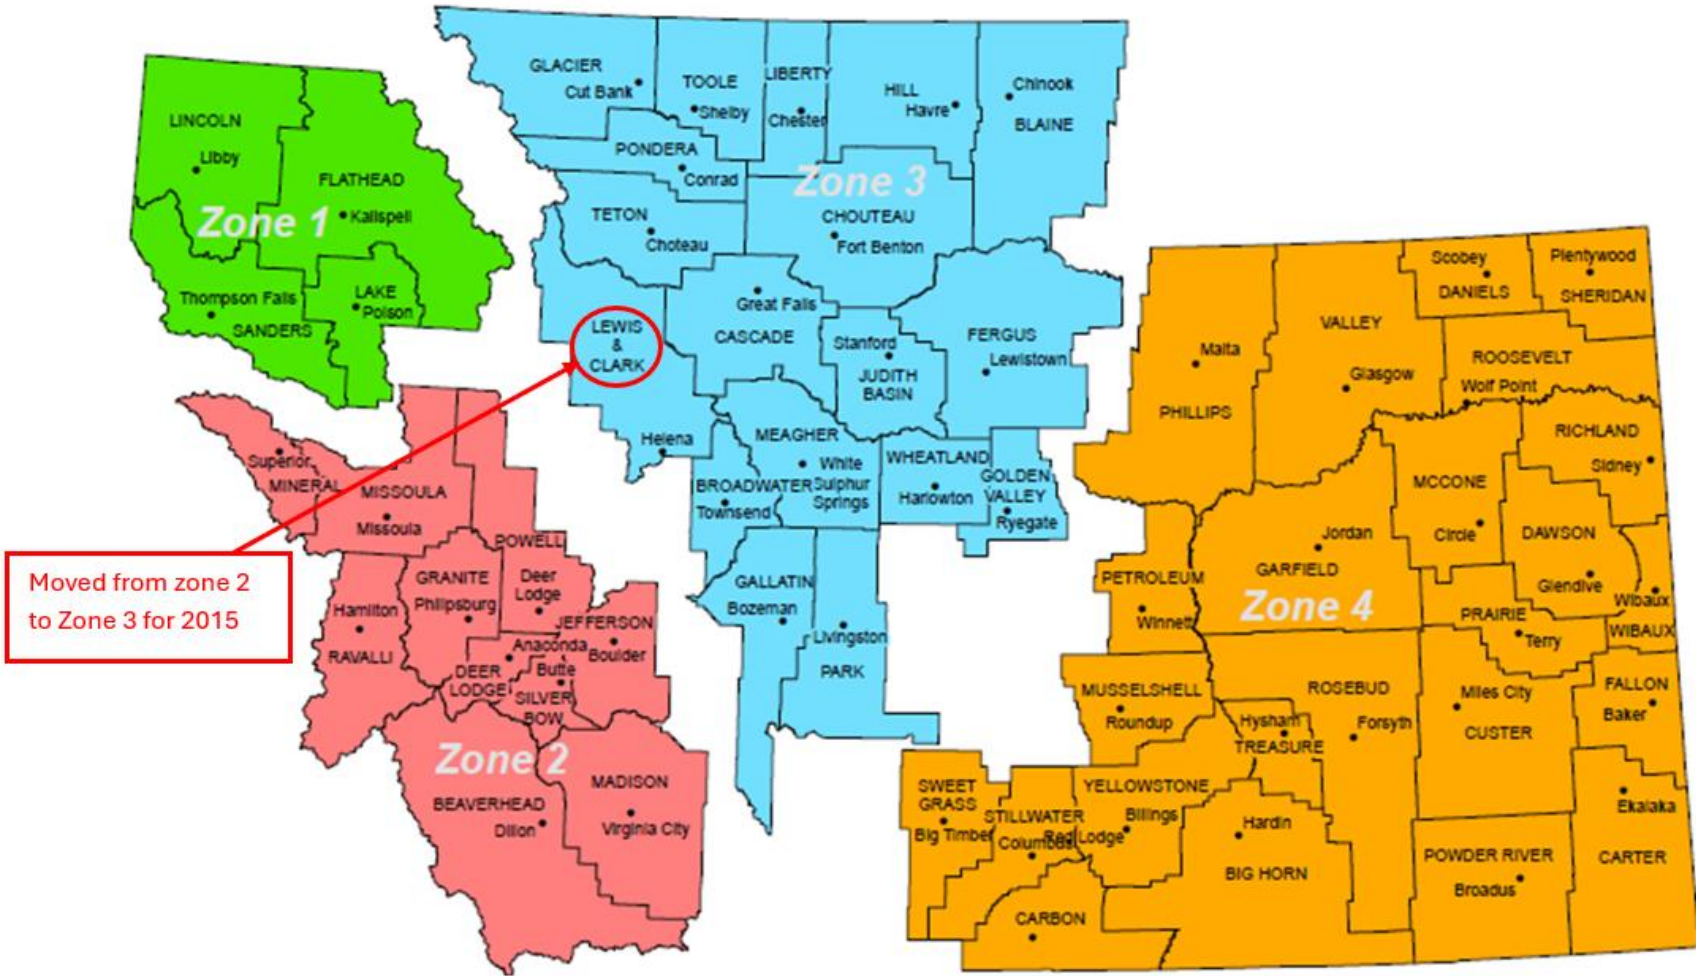 GLACIER
Cut Bank
TOOLE
Shelby
LIBERTY
Chester
HILL
Havre
Chinook
BLAINE
PONDERA
Conrad
Zone 3
TETON
Choteau
CHOUTEAU
Fort Benton
LEWIS
&
CLARK
Helena
Great Falls
CASCADE
Stanford
JUDITH
BASIN
FERGUS
Lewistown
MEAGHER
White
Sulphur
Springs
BROADWATER
Townsend
WHEATLAND
Harlowton
GOLDEN
VALLEY
Ryegate
GALLATIN
Bozeman
Livingston
PARK
LINCOLN
Libby
FLATHEAD
Kalispell
Zone 1
Thompson Falls
SANDERS
LAKE
Polson
Superior
MINERAL
MISSOULA
Missoula
POWELL
Deer
Lodge
GRANITE
Philipsburg
Hamilton
RAVALLI
JEFFERSON
Boulder
Anaconda
DEER
LODGE
Butte
SILVER
BOW
Zone 2
BEAVERHEAD
Dillon
MADISON
Virginia City
Moved from zone 2
to Zone 3 for 2015
Scobey
DANIELS
Plentywood
SHERIDAN
VALLEY
Glasgow
Malta
PHILLIPS
ROOSEVELT
Wolf Point
RICHLAND
Sidney
MCCONE
Circle
DAWSON
Glendive
Jordan
GARFIELD
Zone 4
PETROLEUM
Winnett
PRAIRIE
Terry
Wibaux
WIBAUX
MUSSELSHELL
Roundup
ROSEBUD
Forsyth
Hysham
TREASURE
Miles City
CUSTER
FALLON
Baker
SWEET
GRASS
Big Timber
STILLWATER
Columbus
Red Lodge
YELLOWSTONE
Billings
Hardin
BIG HORN
CARBON
POWDER RIVER
Broadus
Ekalaka
CARTER